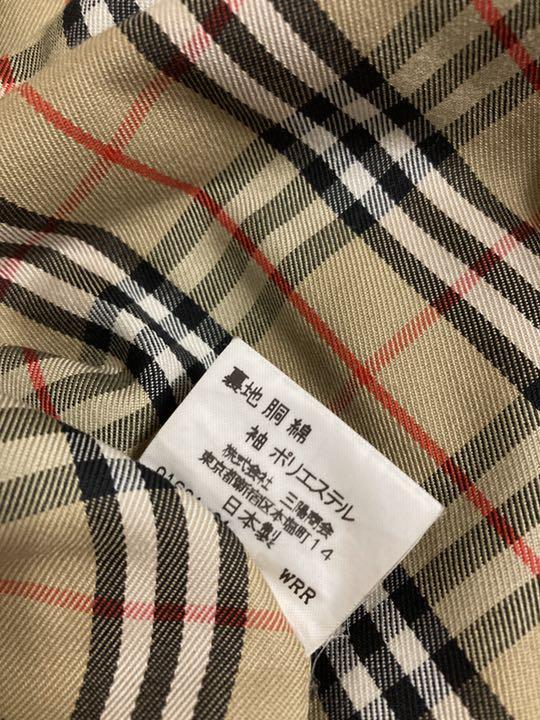 裏地 胴 綿
袖 ポリエステル
株式会社 三陽商会
東京都新宿区本塩町14
日本製
WRR